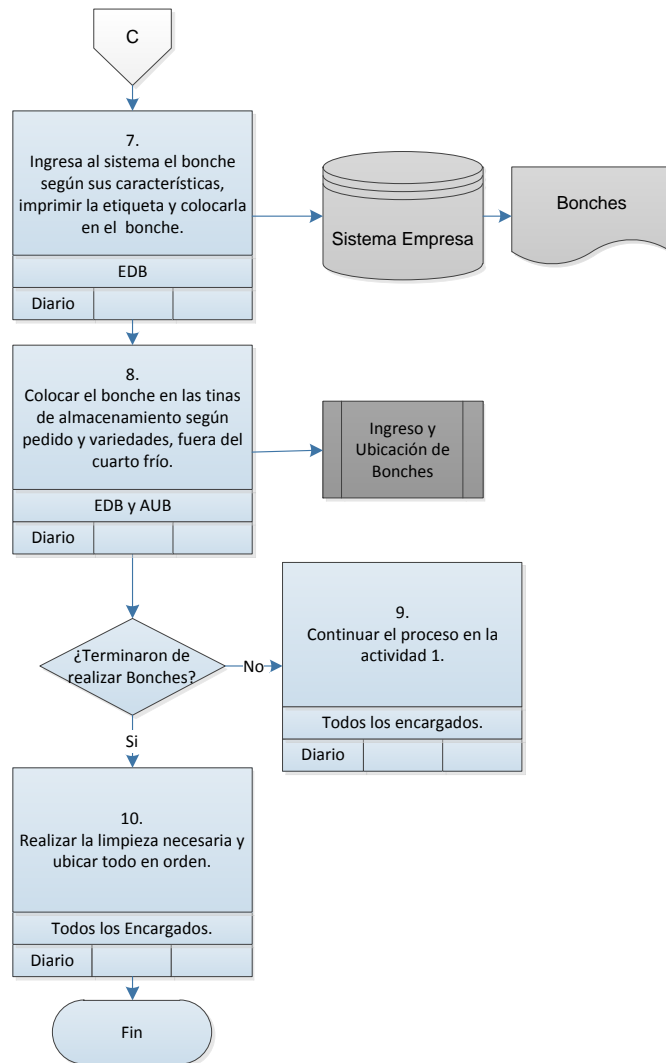 C
7.
Ingresa al sistema el bonche
según sus características,
imprimir la etiqueta y colocarla
en el bonche.
EDB
Diario
Sistema Empresa
Bonches
8.
Colocar el bonche en las tinas
de almacenamiento según
pedido y variedades, fuera del
cuarto frío.
EDB y AUB
Diario
Ingreso y
Ubicación de
Bonches
¿Terminaron de
realizar Bonches?
No
9.
Continuar el proceso en la
actividad 1.
Todos los encargados.
Diario
Si
10.
Realizar la limpieza necesaria y
ubicar todo en orden.
Todos los Encargados.
Diario
Fin